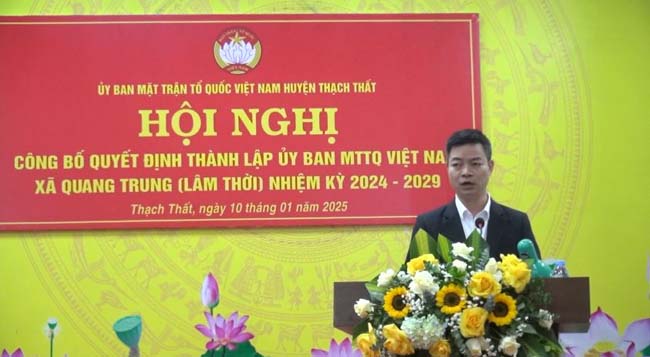 ỦY BAN MẶT TRẬN TỔ QUỐC VIỆT NAM HUYỆN THẠCH THẤT
HỘI NGHỊ
CÔNG BỐ QUYẾT ĐỊNH THÀNH LẬP ỦY BAN MTTQ VIỆT NA
XÃ QUANG TRUNG (LÂM THỜI) NHIỆM KỲ 2024 - 2029
Thạch Thất, ngày 10 tháng 01 năm 2025